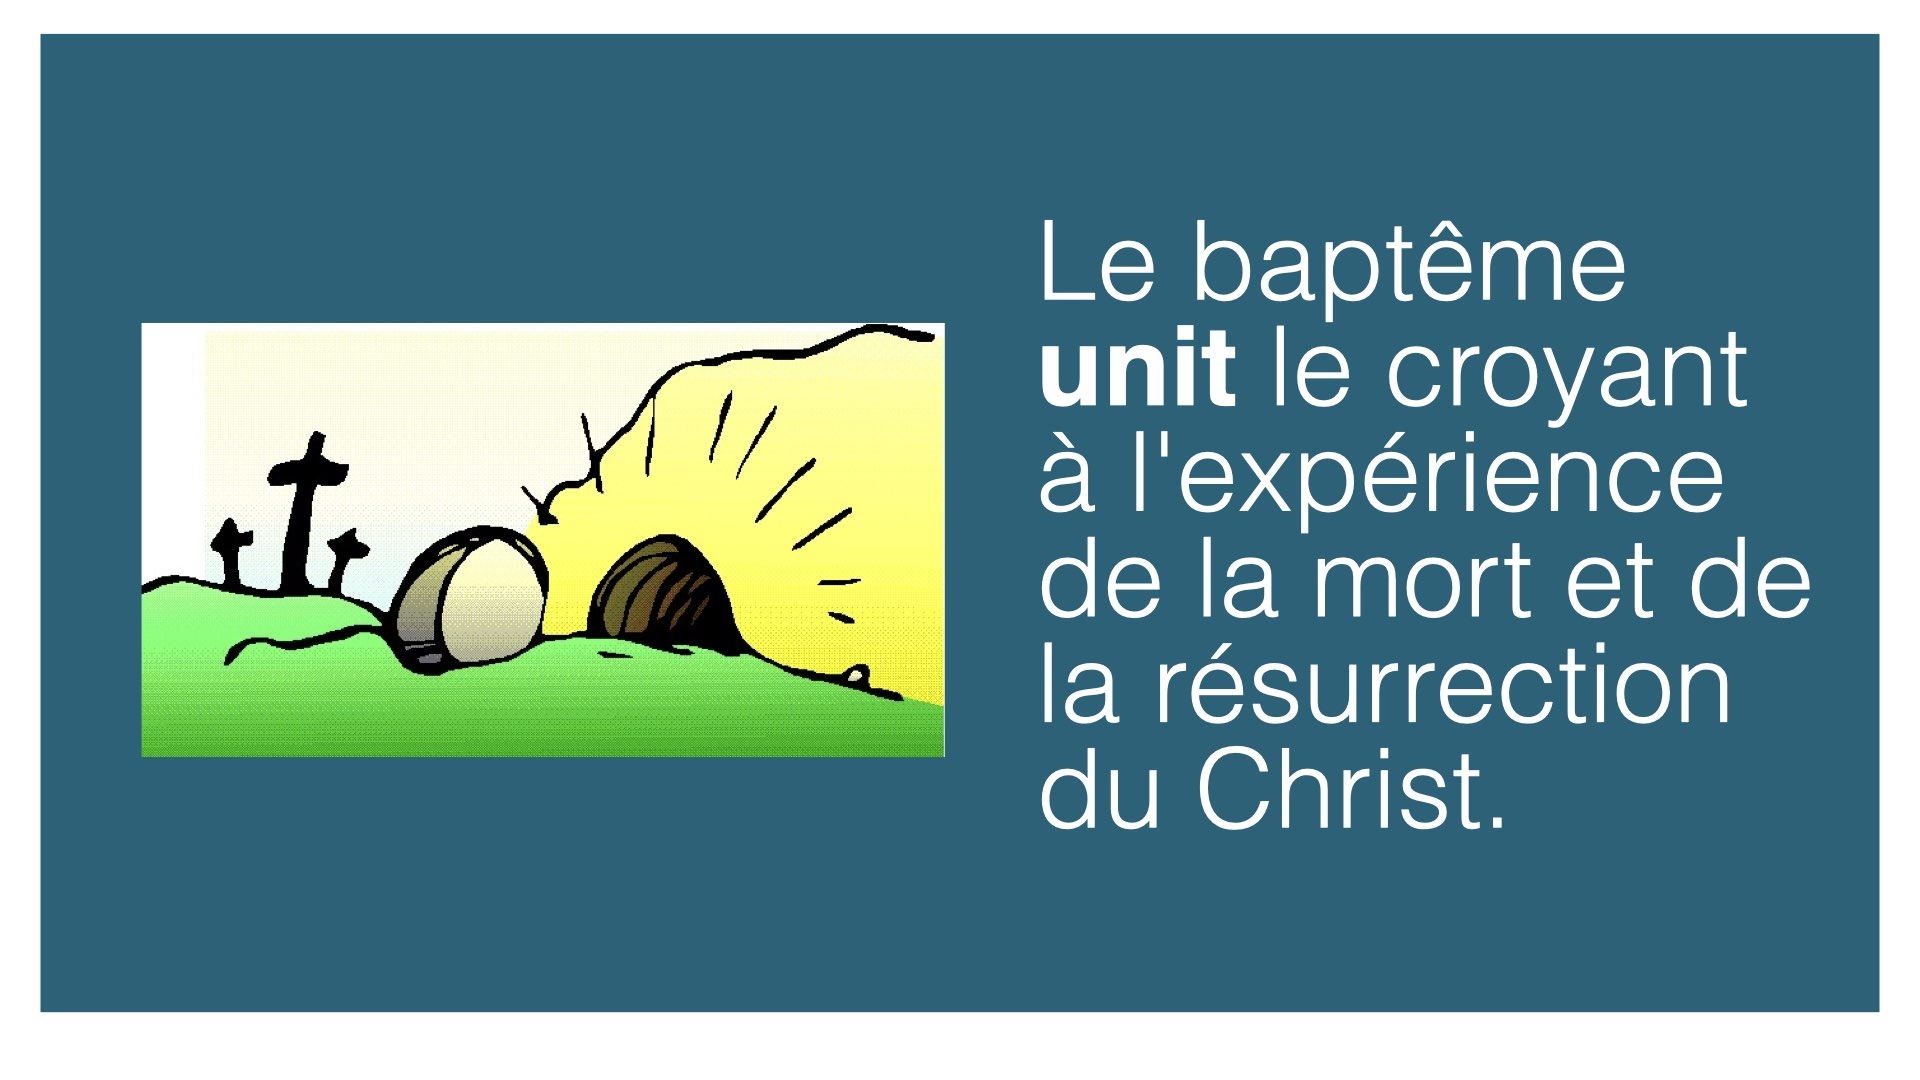 Le baptême
unit le croyant
à l'expérience
de la mort et de
la résurrection
du Christ.